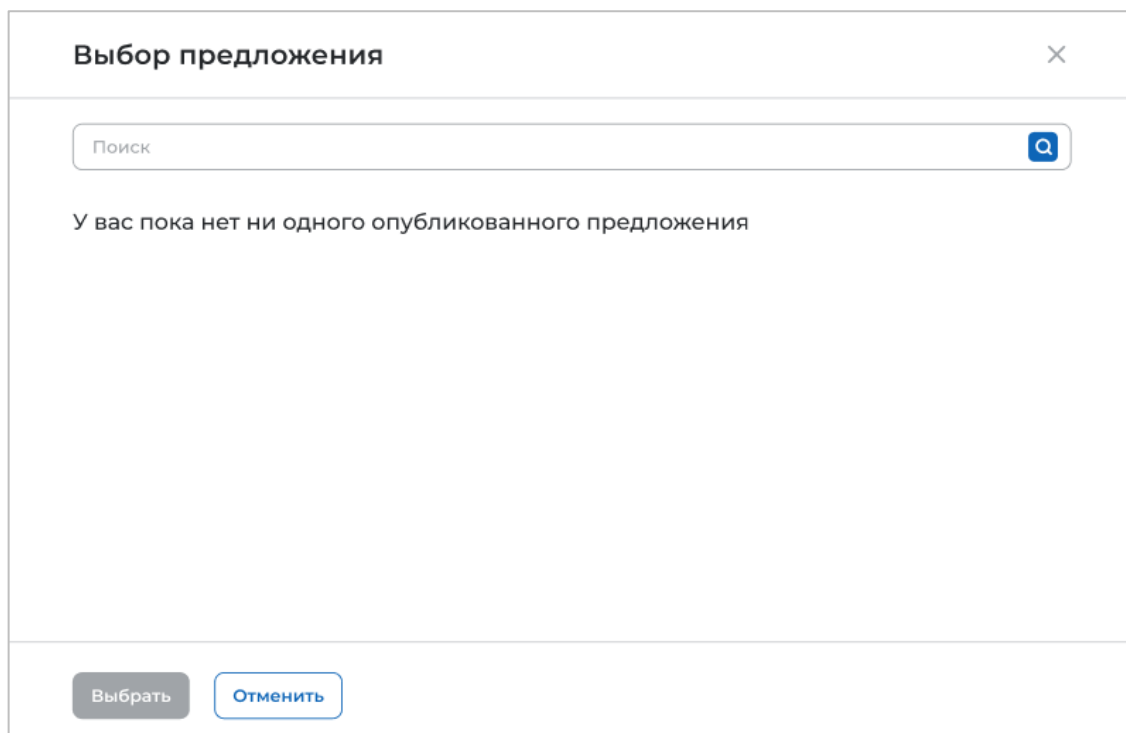 Выбор предложения
Поиск
У вас пока нет ни одного опубликованного предложения
Выбрать
Отменить